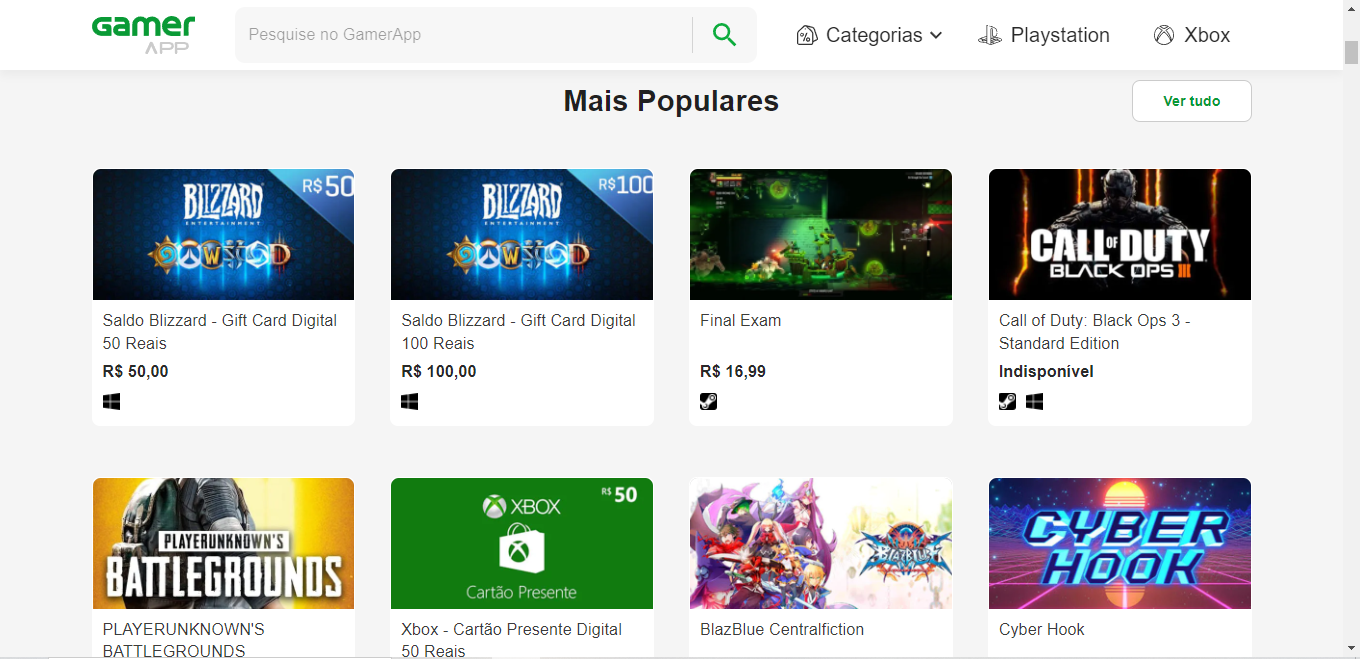 GAMER
APP
Pesquise no GamerApp
Categorias
Playstation
Xbox
Mais Populares
Ver tudo
BLIZZARD
ENTERTAINMENT
R$50
Saldo Blizzard - Gift Card Digital
50 Reais
R$ 50,00
BLIZZARD
ENTERTAINMENT
R$100
Saldo Blizzard - Gift Card Digital
100 Reais
R$ 100,00
Final Exam
R$ 16,99
CALL OF DUTY
BLACK OPS III
Call of Duty: Black Ops 3 -
Standard Edition
Indisponível
PLAYERUNKNOWN'S
BATTLEGROUNDS
PLAYERUNKNOWN'S
BATTLEGROUNDS
XBOX
R$ 50
Cartão Presente
Xbox - Cartão Presente Digital
50 Reais
BLAZBLUE
BlazBlue Centralfiction
CYBER
HOOK
Cyber Hook